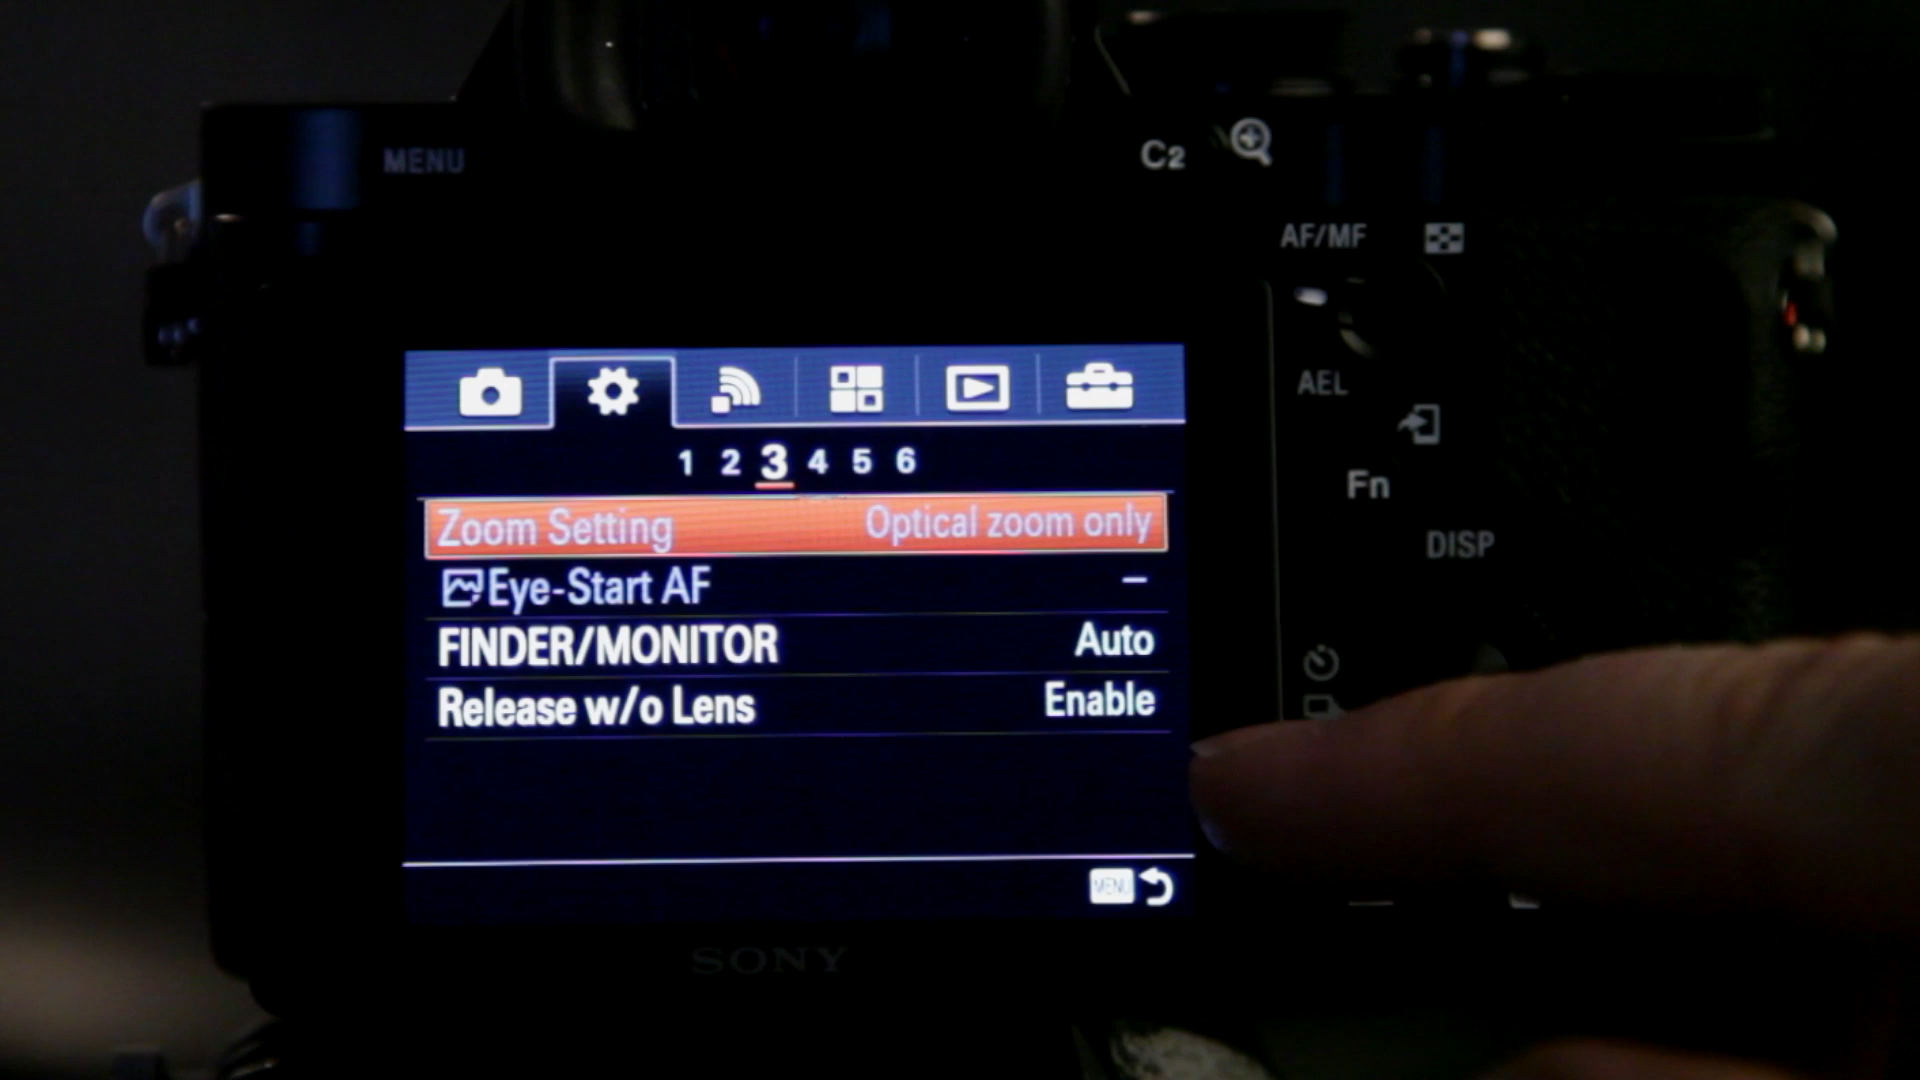 MENU
C2
AF/MF
AEL
Fn
DISP
1 2 3 4 5 6
Zoom Setting Optical zoom only
Eye-Start AF –
FINDER/MONITOR Auto
Release w/o Lens Enable
MENU
SONY